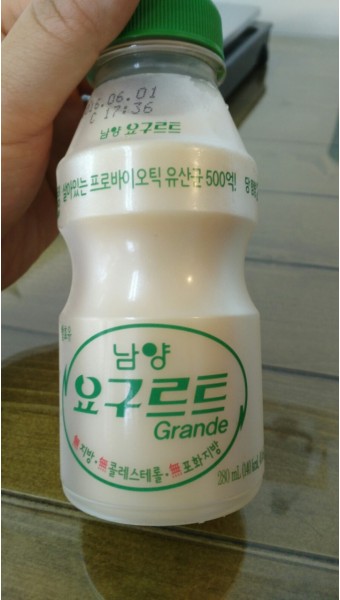 6.06.01
C 17:36
남양 요구르트
살아있는 프로바이오틱 유산균 500억!
남양
요구르트
Grande
無지방·無콜레스테롤·無포화지방
280 mL